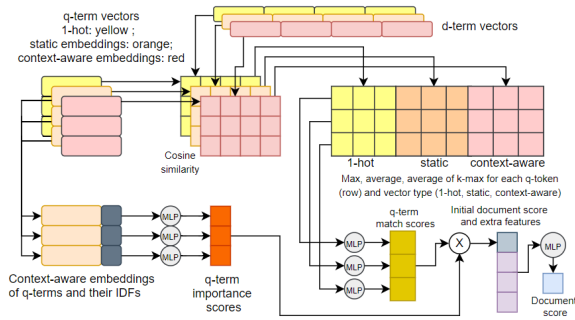 q-term vectors
1-hot: yellow ;
static embeddings: orange;
context-aware embeddings: red
d-term vectors
Cosine
similarity
1-hot static context-aware
Max, average, average of k-max for each q-token
(row) and vector type (1-hot, static, context-aware)
q-term
match scores
Initial document score
and extra features
MLP
MLP
MLP
X
MLP
MLP
MLP
MLP
Context-aware embeddings
of q-terms and their IDFs
q-term
importance
scores
Document
score